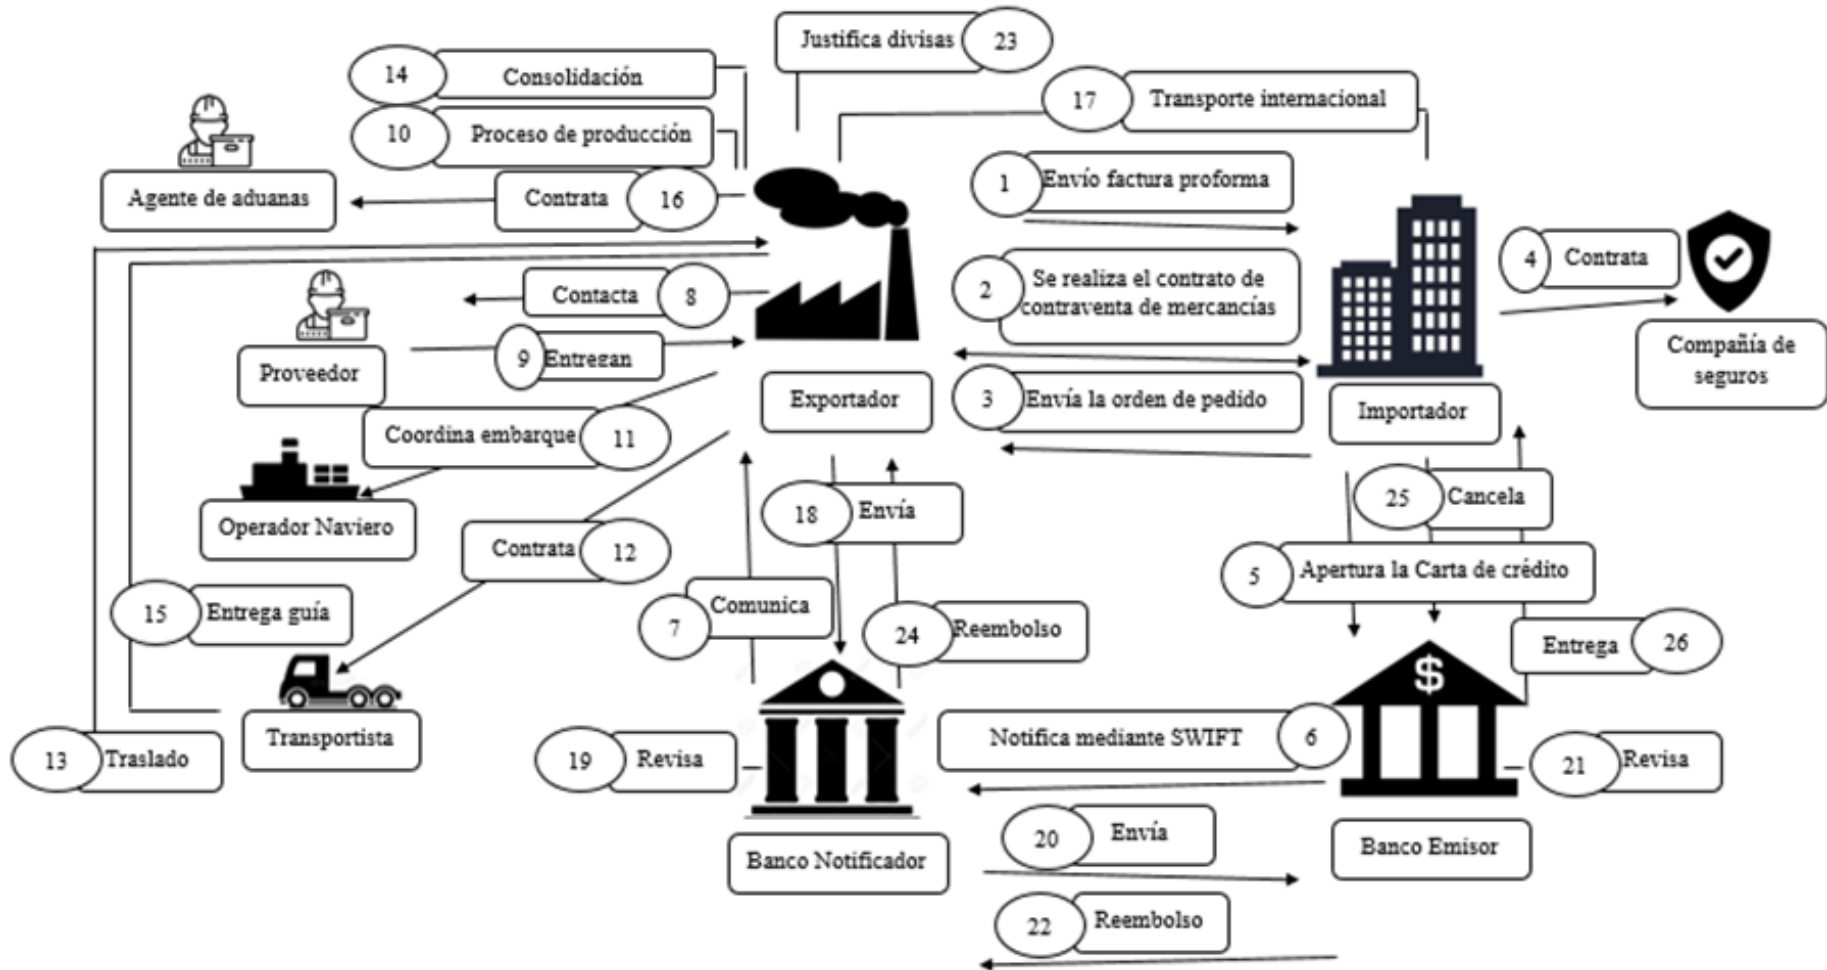 Justifica divisas 23
14 Consolidación
17 Transporte internacional
10 Proceso de producción
1 Envío factura proforma
Agente de aduanas
Contrata 16
4 Contrata
2 Se realiza el contrato de
contraventa de mercancías
Contacta 8
9 Entregan
Proveedor
Exportador
3 Envía la orden de pedido
Importador
Compañía de
seguros
Coordina embarque 11
Operador Naviero
18 Envía
25 Cancela
Contrata 12
5 Apertura la Carta de crédito
15 Entrega guía
7 Comunica
24 Reembolso
Entrega 26
$
Transportista
13 Traslado
19 Revisa
Notifica mediante SWIFT 6
21 Revisa
Banco Notificador
20 Envía
Banco Emisor
22 Reembolso